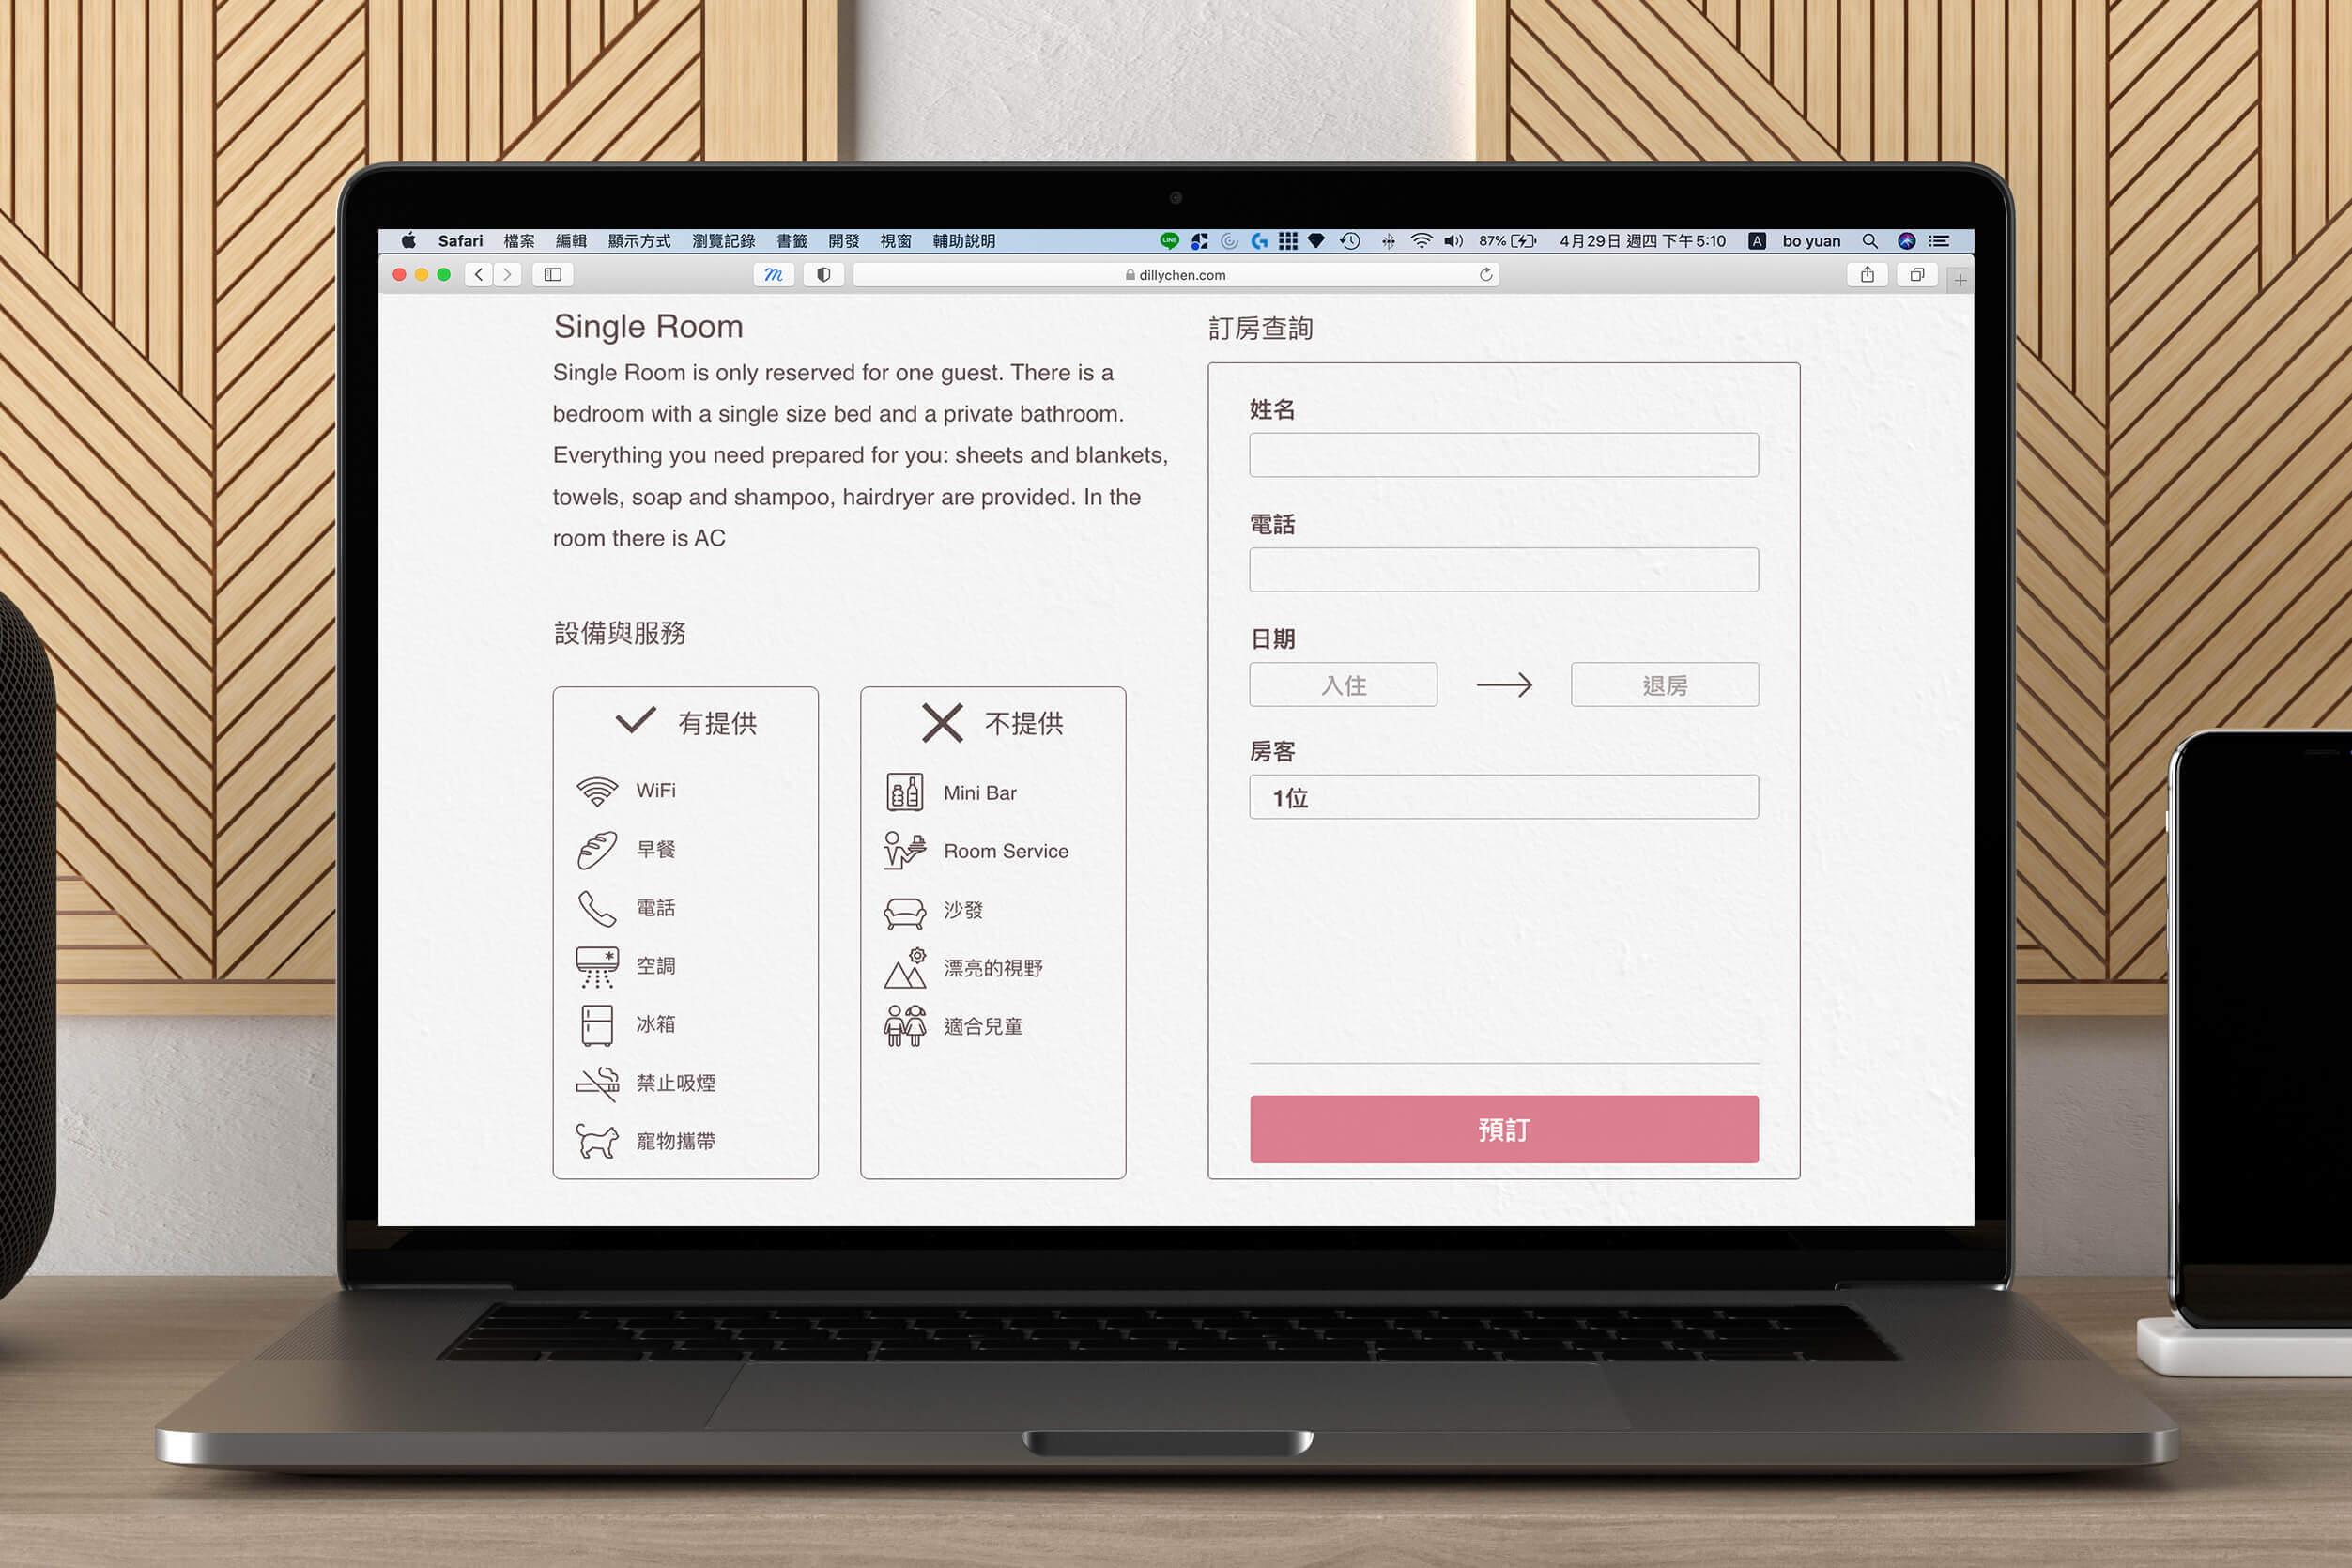 Safari 檔案 編輯 顯示方式 瀏覽記錄 書籤 開發 視窗 輔助說明 LINE 87% 4月29日 週四 下午5:10 A bo yuan
m dillychen.com
Single Room
Single Room is only reserved for one guest. There is a
bedroom with a single size bed and a private bathroom.
Everything you need prepared for you: sheets and blankets,
towels, soap and shampoo, hairdryer are provided. In the
room there is AC
設備與服務
有提供
WiFi
早餐
電話
空調
冰箱
禁止吸煙
寵物攜帶
不提供
Mini Bar
Room Service
沙發
漂亮的視野
適合兒童
訂房查詢
姓名
電話
日期
入住 退房
房客
1位
預訂